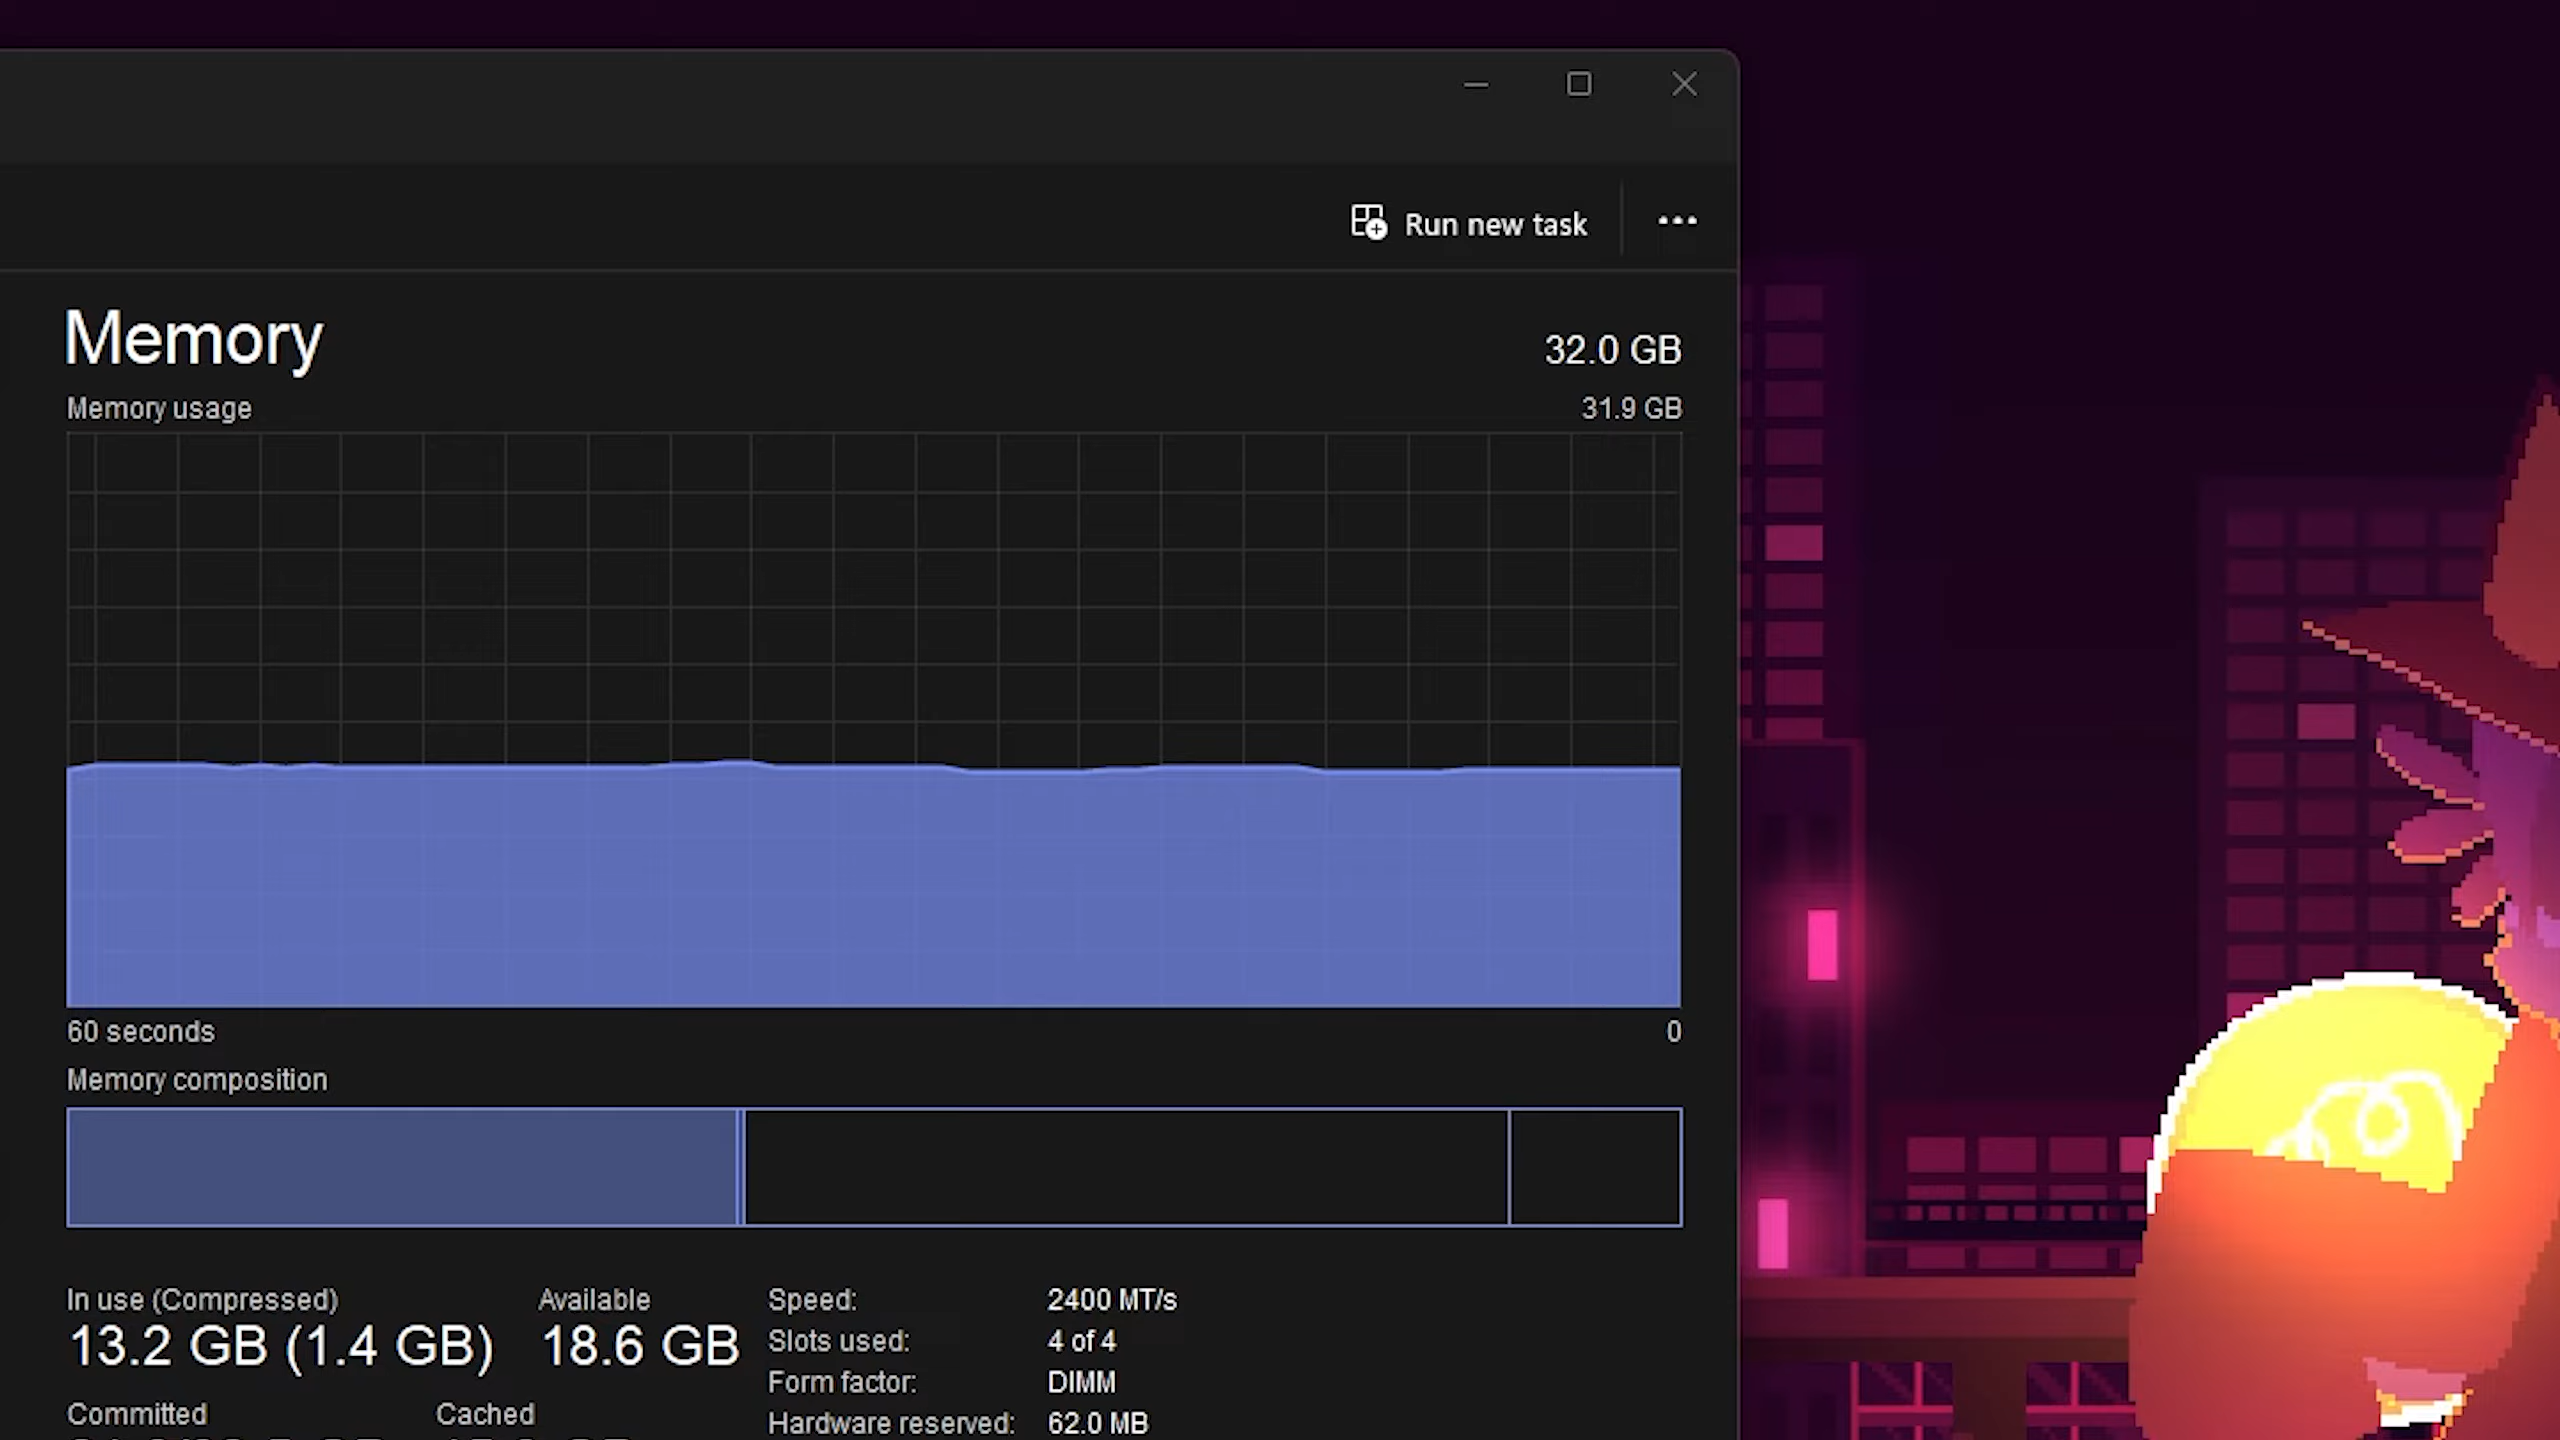 Run new task
Memory
32.0 GB
Memory usage
31.9 GB
60 seconds
0
Memory composition
In use (Compressed)
Available
13.2 GB (1.4 GB)
18.6 GB
Speed:
2400 MT/s
Slots used:
4 of 4
Form factor:
DIMM
Hardware reserved:
62.0 MB
Committed
Cached